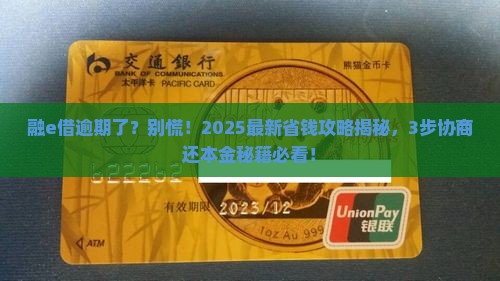 交通銀行
BANK OF COMMUNICATIONS
太平洋卡 PACIFIC CARD
熊猫金币卡
融e借逾期了？别慌！2025最新省钱攻略揭秘，3步协商
还本金秘籍必看！
622262
有效期限 2023/12
1oz Au .999
ATM
UnionPay
银联